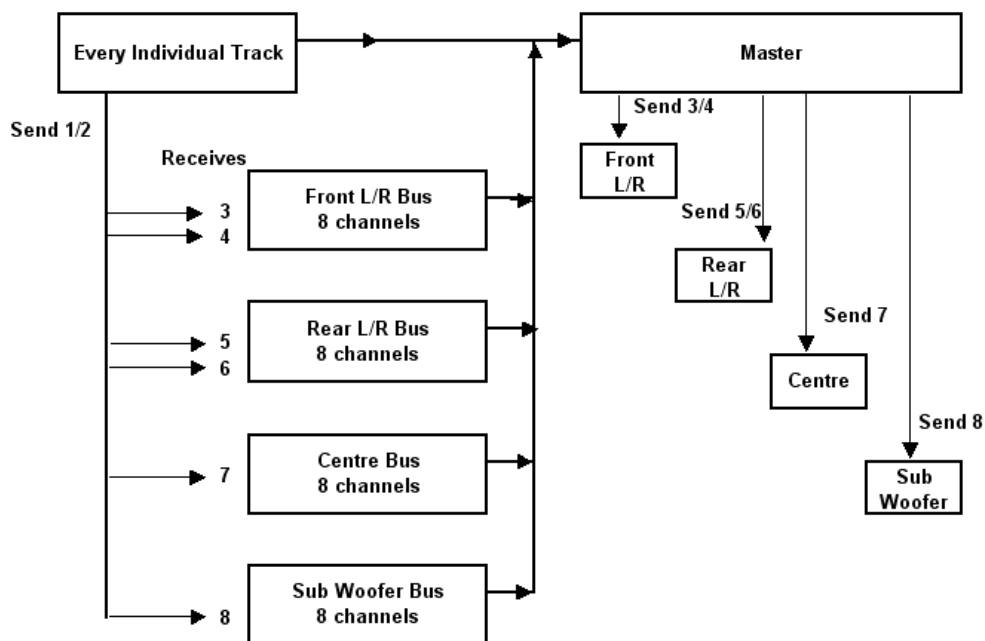 Every Individual Track
Master
Send 1/2
Receives
3
4
Front L/R Bus
8 channels
5
6
Rear L/R Bus
8 channels
7
Centre Bus
8 channels
8
Sub Woofer Bus
8 channels
Send 3/4
Front
L/R
Send 5/6
Rear
L/R
Send 7
Centre
Send 8
Sub
Woofer